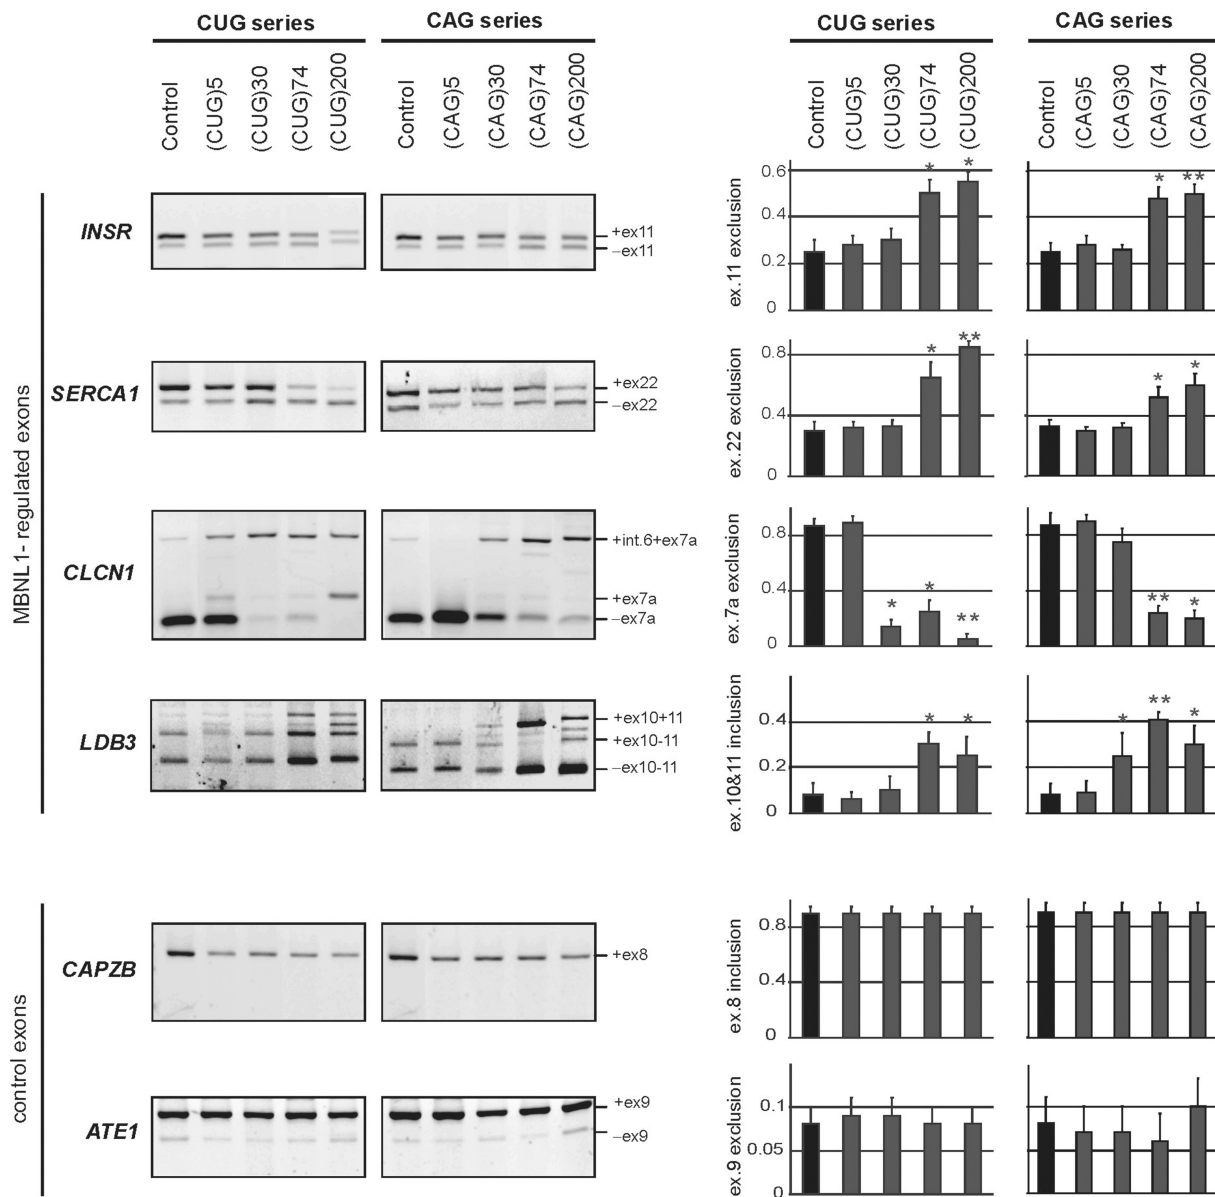 CUG series
CAG series
CUG series
CAG series
Control
(CUG)5
(CUG)30
(CUG)74
(CUG)200
Control
(CAG)5
(CAG)30
(CAG)74
(CAG)200
Control
(CUG)5
(CUG)30
(CUG)74
(CUG)200
Control
(CAG)5
(CAG)30
(CAG)74
(CAG)200
MBNL1- regulated exons
INSR
+ex11
−ex11
ex.11 exclusion
0.6
0.4
0.2
0
*
*
*
**
SERCA1
+ex22
−ex22
ex.22 exclusion
0.8
0.4
0
*
**
*
*
CLCN1
+int.6+ex7a
+ex7a
−ex7a
ex.7a exclusion
0.8
0.4
0
*
*
**
**
*
LDB3
+ex10+11
+ex10-11
−ex10-11
ex.10&11 inclusion
0.4
0.2
0
*
*
*
**
*
control exons
CAPZB
+ex8
ex.8 inclusion
0.8
0.4
0
ATE1
+ex9
−ex9
ex.9 exclusion
0.1
0.05
0